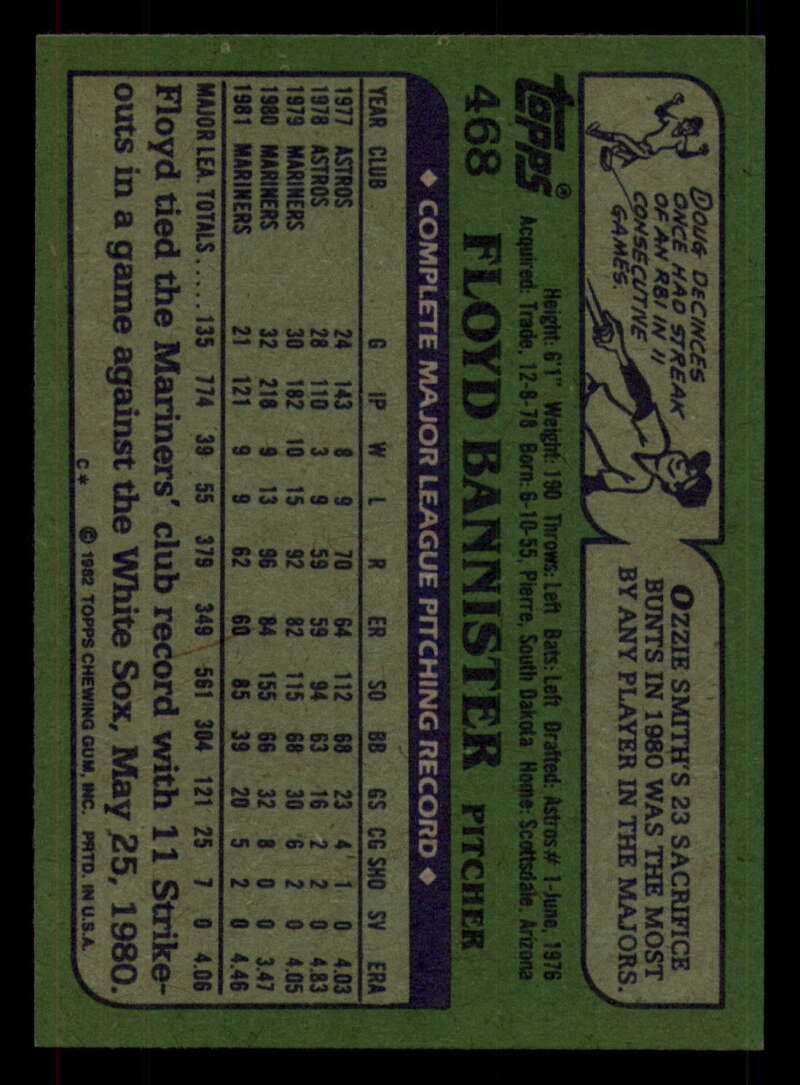 DOUG DECINCES
ONCE HAD STREAK
OF AN RBI IN 11
CONSECUTIVE
GAMES.
OZZIE SMITH'S 23 SACRIFICE
BUNTS IN 1980 WAS THE MOST
BY ANY PLAYER IN THE MAJORS.
topps®
468 FLOYD BANNISTER PITCHER
Height: 6'1" Weight: 190 Throws: Left Bats: Left Drafted: Astros# 1-June, 1976
Acquired: Trade, 12-8-78 Born: 6-10-55, Pierre, South Dakota Home: Scottsdale, Arizona
◆ COMPLETE MAJOR LEAGUE PITCHING RECORD ◆
YEAR CLUB G IP W L R ER SO BB GS CG SHO SV ERA
1977 ASTROS 24 143 8 9 70 64 112 68 23 4 1 0 4.03
1978 ASTROS 28 110 3 9 59 59 94 63 16 2 2 0 4.83
1979 MARINERS 30 182 10 15 92 82 115 68 30 6 2 0 4.05
1980 MARINERS 32 218 9 13 96 84 155 66 32 8 0 0 3.47
1981 MARINERS 21 121 9 9 62 60 85 39 20 5 2 0 4.46
MAJOR LEA. TOTALS...... 135 774 39 55 379 349 561 304 121 25 7 0 4.06
Floyd tied the Mariners' club record with 11 Strike-
outs in a game against the White Sox, May 25, 1980.
C* © 1982 TOPPS CHEWING GUM, INC. PRTD. IN U.S.A.